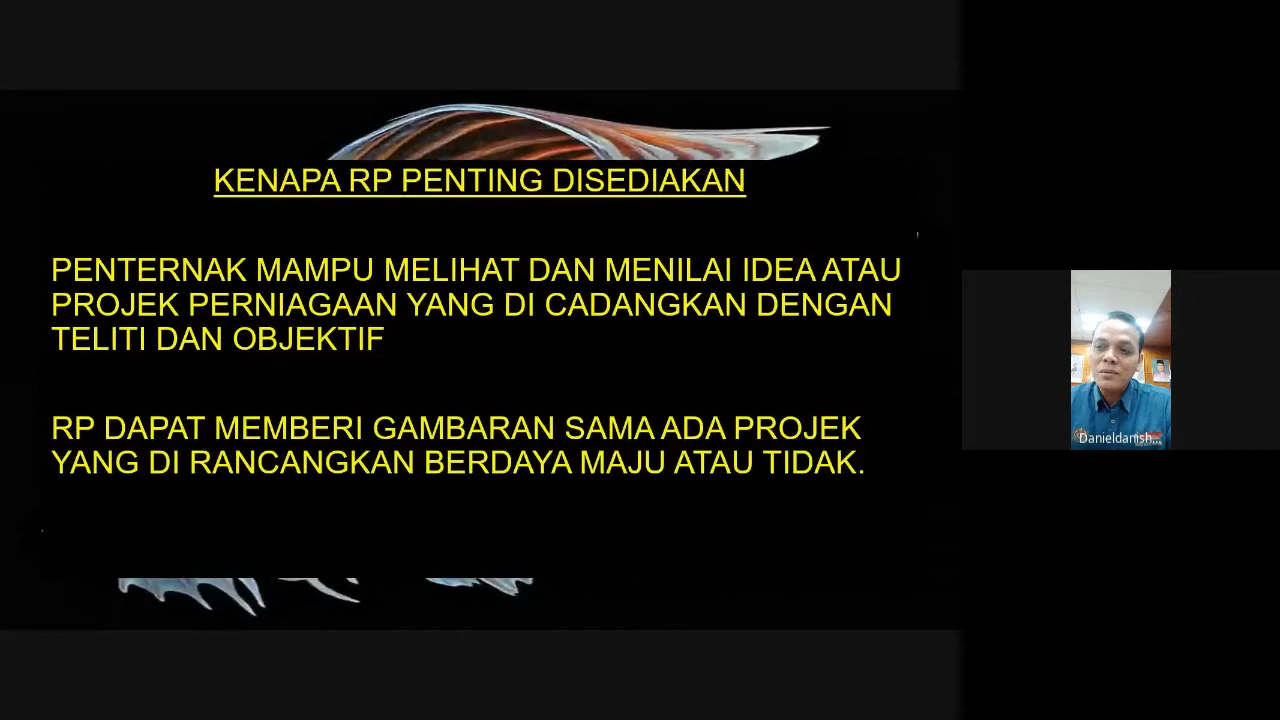 KENAPA RP PENTING DISEDIAKAN
PENTERNAK MAMPU MELIHAT DAN MENILAI IDEA ATAU
PROJEK PERNIAGAAN YANG DI CADANGKAN DENGAN
TELITI DAN OBJEKTIF
RP DAPAT MEMBERI GAMBARAN SAMA ADA PROJEK
YANG DI RANCANGKAN BERDAYA MAJU ATAU TIDAK.
Danieldanish...